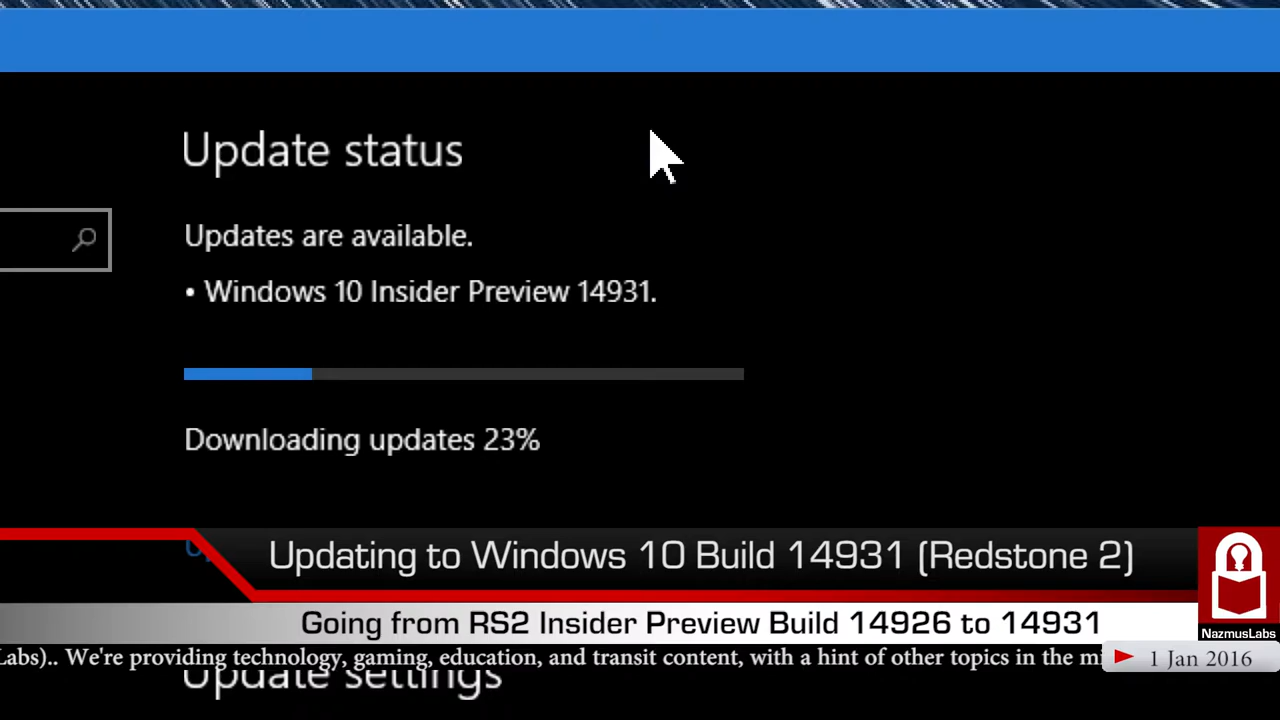 Update status
Updates are available.
• Windows 10 Insider Preview 14931.
Downloading updates 23%
Updating to Windows 10 Build 14931 (Redstone 2)
Going from RS2 Insider Preview Build 14926 to 14931
NazmusLabs
Labs).. We're providing technology, gaming, education, and transit content, with a hint of other topics in the mi
1 Jan 2016
Update settings